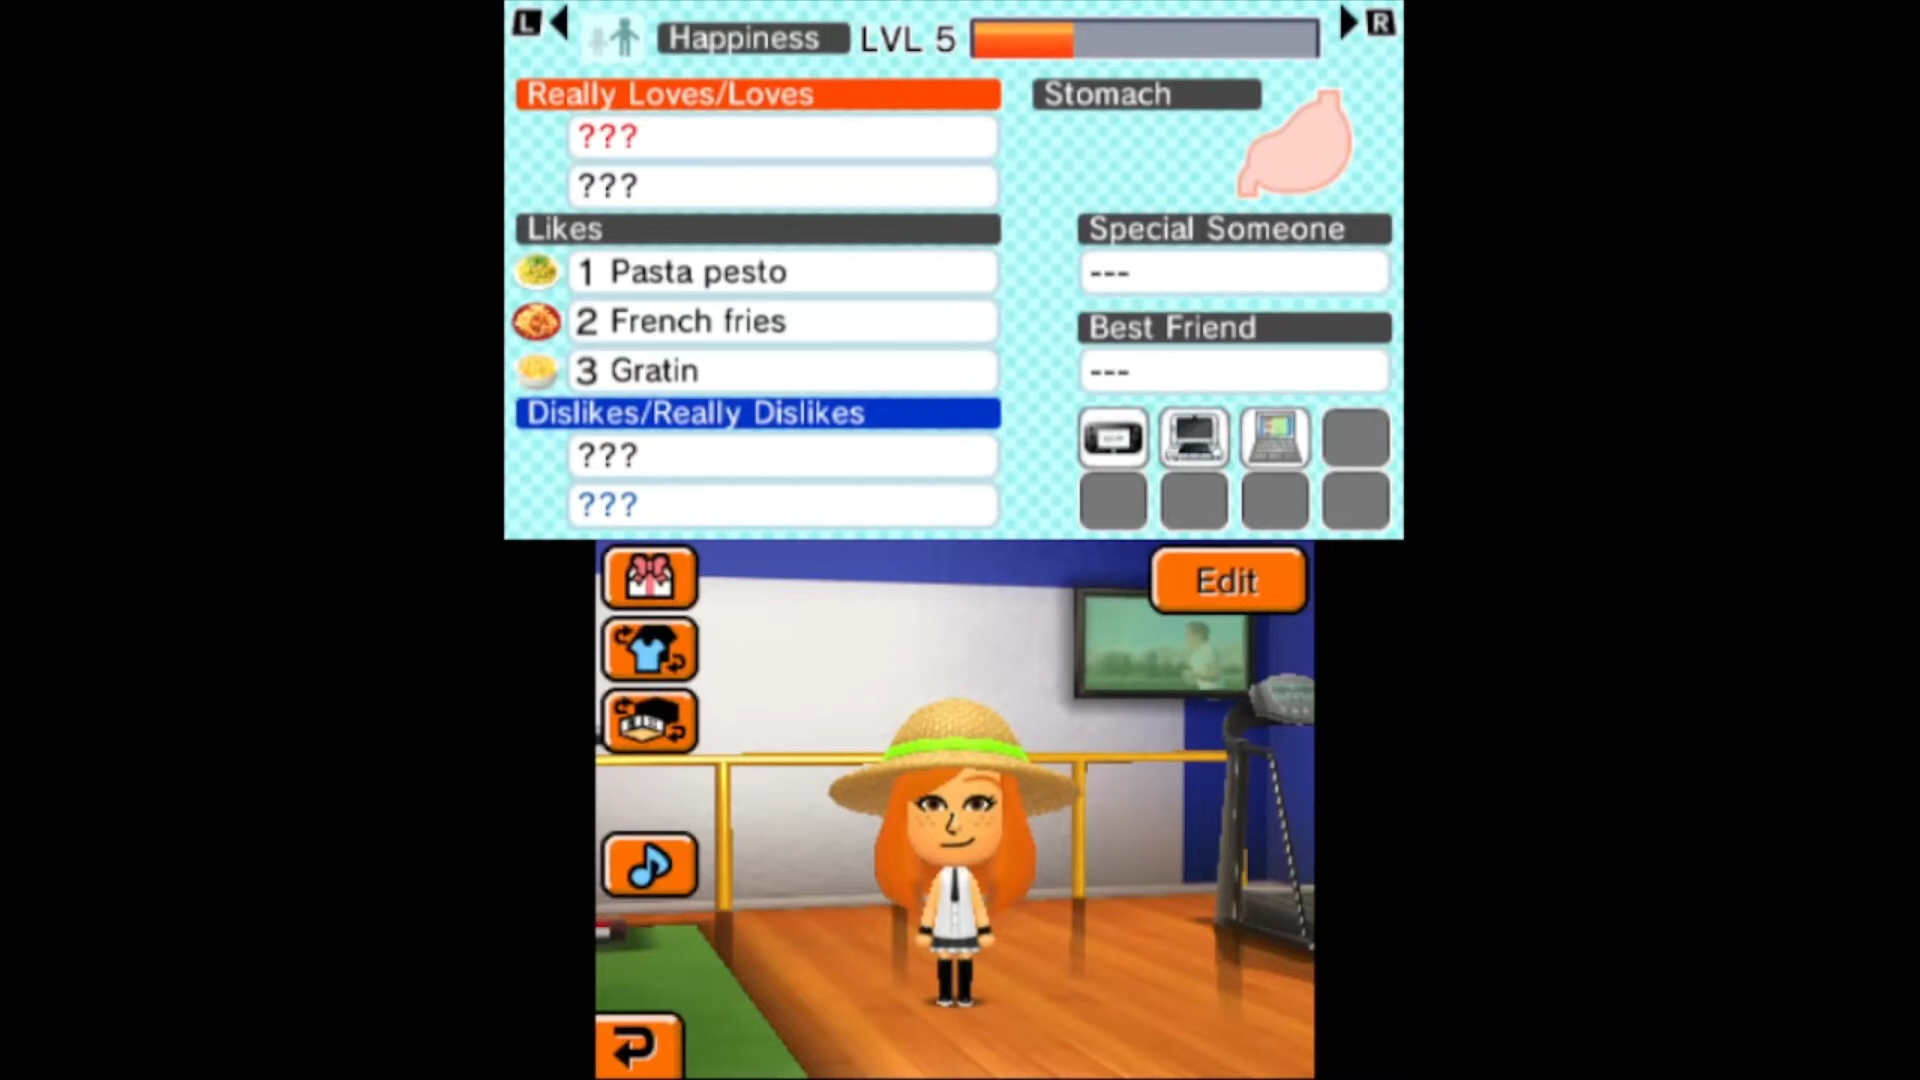 L
Happiness LVL 5
R
Really Loves/Loves
???
???
Likes
1 Pasta pesto
2 French fries
3 Gratin
Dislikes/Really Dislikes
???
???
Stomach
Special Someone
---
Best Friend
---
Edit